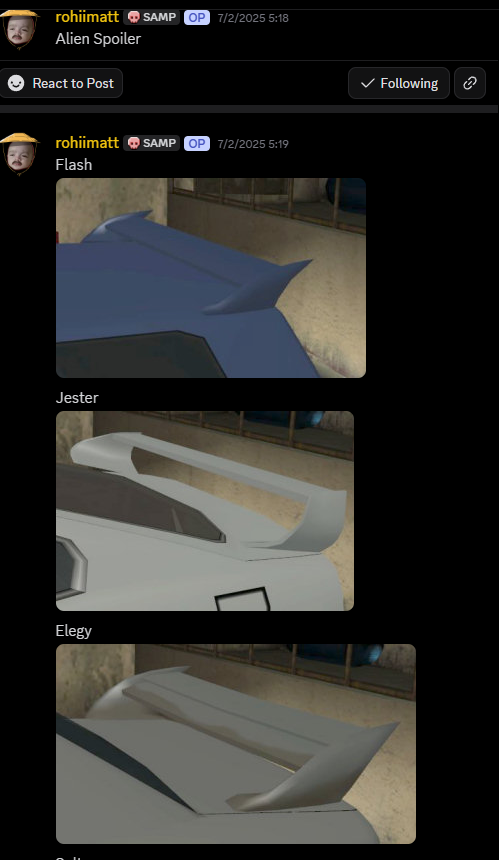 rohiimatt SAMP OP 7/2/2025 5:18
Alien Spoiler
React to Post
Following
rohiimatt SAMP OP 7/2/2025 5:19
Flash
Jester
Elegy